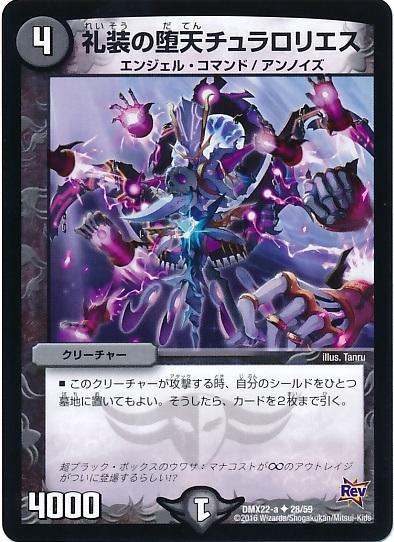 4
れいそう だてん
礼装の堕天チュラロリエス
エンジェル・コマンド/アンノイズ
クリーチャー
illus. Tanru
■このクリーチャーが攻撃する時、自分のシールドをひとつ
墓地に置いてもよい。そうしたら、カードを2枚まで引く。
超ブラック・ボックスのウワサ:マナコストが∞のアウトレイジ
がついに登場するらしい!?
4000
1
Rev
DMX22-a ◆ 28/59
©2016 Wizards/Shogakukan/Mitsui-Kids